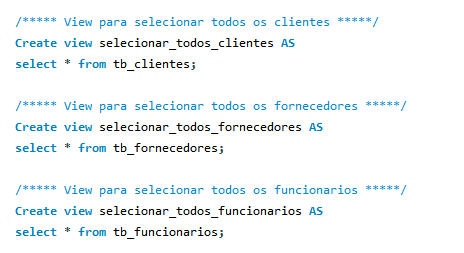 /***** View para selecionar todos os clientes *****/
Create view selecionar_todos_clientes AS
select * from tb_clientes;
/***** View para selecionar todos os fornecedores *****/
Create view selecionar_todos_fornecedores AS
select * from tb_fornecedores;
/***** View para selecionar todos os funcionarios *****/
Create view selecionar_todos_funcionarios AS
select * from tb_funcionarios;